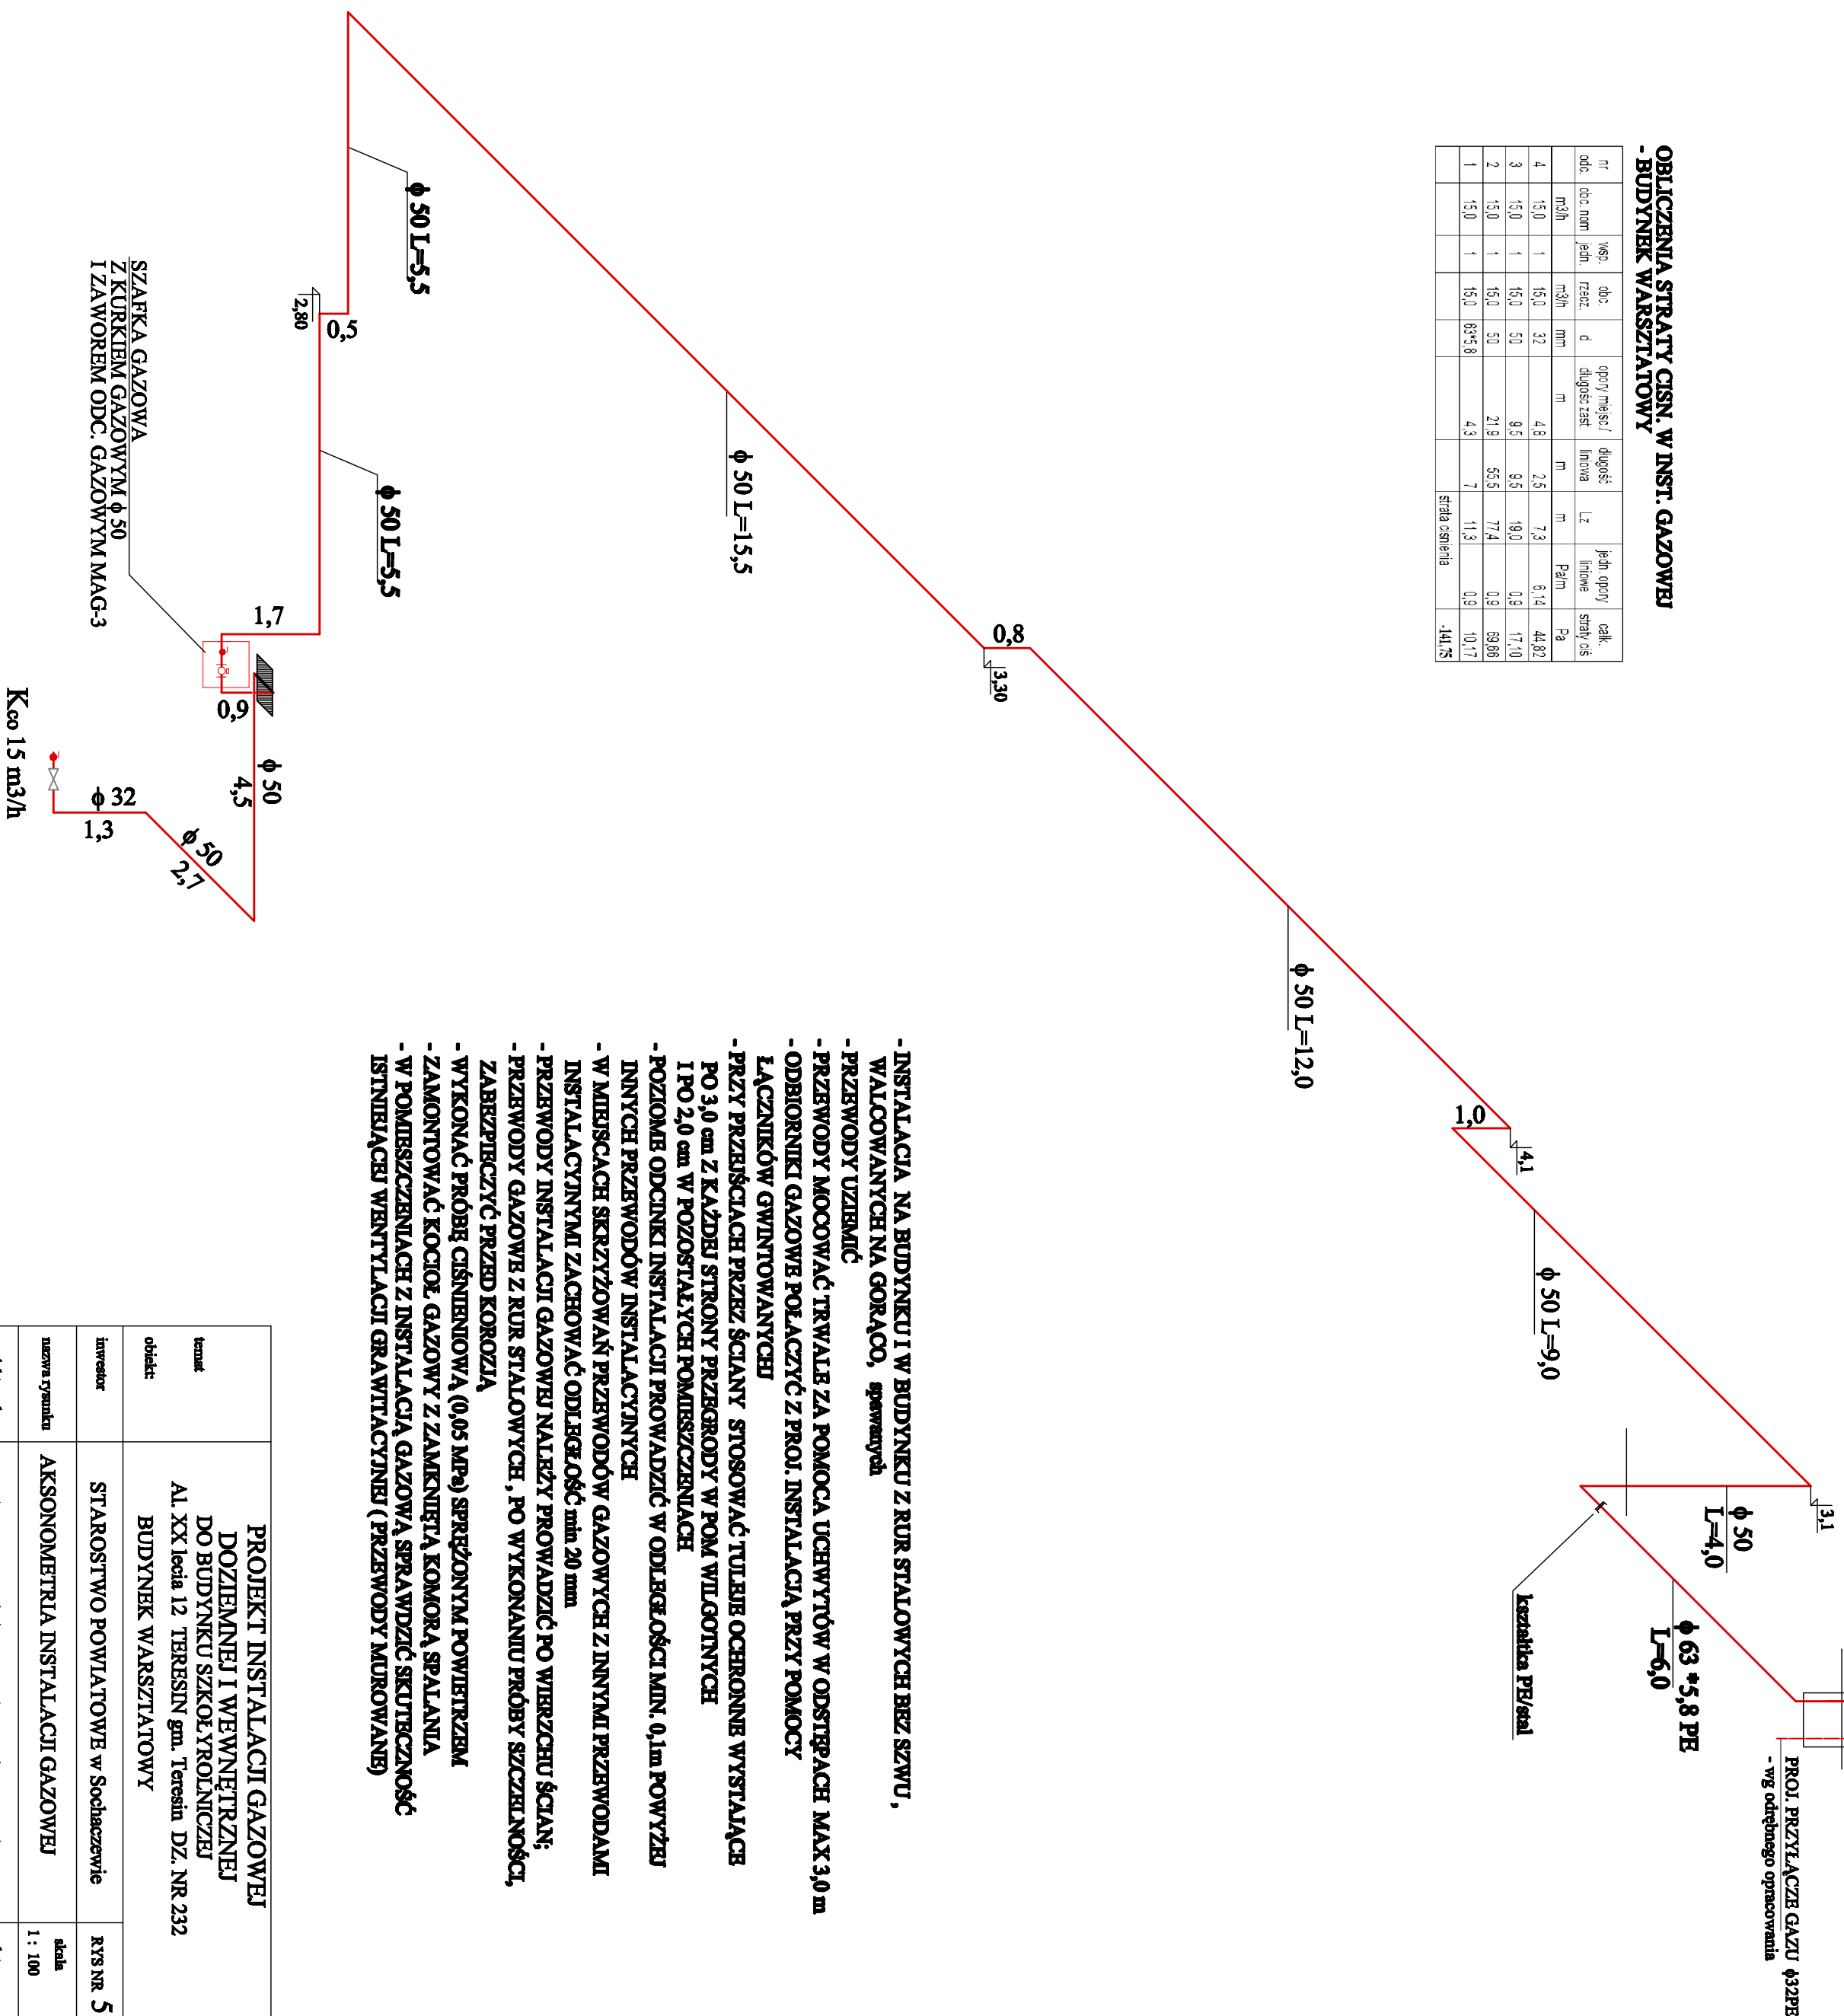 OBLICZENIA STRATY CISN. W INST. GAZOWEJ
- BUDYNEK WARSZTATOWY
nr odc. obc. nom wsp. jedn. obc. rzecz. d opory miejsc./ długośc zast. długość liniowa Lz jedn. opory liniowe całk. straty ciś
m3/h m3/h mm m m m Pa/m Pa
4 15,0 1 15,0 32 4,8 2,5 7,3 6,14 44,82
3 15,0 1 15,0 50 9,5 9,5 19,0 0,9 17,10
2 15,0 1 15,0 50 21,9 55,5 77,4 0,9 69,66
1 15,0 1 15,0 63*5,8 4,3 7 11,3 0,9 10,17
strata ciśnienia -141,75
PROJ. PRZYŁĄCZE GAZU ϕ32PE
- wg odrębnego opracowania
ϕ 63 *5,8 PE
L=6,0
kształtka PE/stal
3,1
ϕ 50
L=4,0
ϕ 50 L=9,0
4,1
1,0
ϕ 50 L=12,0
3,30
0,8
ϕ 50 L=15,5
ϕ 50 L=5,5
0,5
2,80
ϕ 50 L=5,5
1,7
SZAFKA GAZOWA
Z KURKIEM GAZOWYM ϕ 50
I ZAWOREM ODC. GAZOWYM MAG-3
0,9
ϕ 50
4,5
ϕ 50
2,7
ϕ 32
1,3
Kco 15 m3/h
- INSTALACJA NA BUDYNKU I W BUDYNKU Z RUR STALOWYCH BEZ SZWU ,
WALCOWANYCH NA GORĄCO, spawanych
- PRZEWODY UZIEMIĆ
- PRZEWODY MOCOWAĆ TRWALE ZA POMOCA UCHWYTÓW W ODSTĘPACH MAX 3,0 m
- ODBIORNIKI GAZOWE POŁACZYĆ Z PROJ. INSTALACJĄ PRZY POMOCY
ŁĄCZNIKÓW GWINTOWANYCHJ
- PRZY PRZEJŚCIACH PRZEZ ŚCIANY STOSOWAĆ TULEJE OCHRONNE WYSTAJĄCE
PO 3,0 cm Z KAŻDEJ STRONY PRZEGRODY W POM WILGOTNYCH
I PO 2,0 cm W POZOSTAŁYCH POMIESZCZENIACH
- POZIOME ODCINKI INSTALACJI PROWADZIĆ W ODLEGŁOŚCI MIN. 0,1m POWYŻEJ
INNYCH PRZEWODÓW INSTALACYJNYCH
- W MIEJSCACH SKRZYŻOWAŃ PRZEWODÓW GAZOWYCH Z INNYMI PRZEWODAMI
INSTALACYJNYMI ZACHOWAĆ ODLEGŁOŚĆ min 20 mm
- PRZEWODY INSTALACJI GAZOWEJ NALEŻY PROWADZIĆ PO WIERZCHU ŚCIAN;
- PRZEWODY GAZOWE Z RUR STALOWYCH , PO WYKONANIU PRÓBY SZCZELNOŚCI,
ZABEZPIECZYĆ PRZED KOROZJĄ
- WYKONAĆ PRÓBĘ CIŚNIENIOWĄ (0,05 MPa) SPRĘŻONYM POWIETRZEM
- ZAMONTOWAĆ KOCIOŁ GAZOWY Z ZAMKNIĘTĄ KOMORĄ SPALANIA
- W POMIESZCZENIACH Z INSTALACJĄ GAZOWĄ SPRAWDZIĆ SKUTECZNOŚĆ
ISTNIEJĄCEJ WENTYLACJI GRAWITACYJNEJ ( PRZEWODY MUROWANE)
temat
PROJEKT INSTALACJI GAZOWEJ
DOZIEMNEJ I WEWNĘTRZNEJ
DO BUDYNKU SZKOŁYROLNICZEJ
Al. XX lecia 12 TERESIN gm. Teresin DZ. NR 232
obiekt:
BUDYNEK WARSZTATOWY
inwestor STAROSTWO POWIATOWE w Sochaczewie RYS NR 5
nazwa rysunku AKSONOMETRIA INSTALACJI GAZOWEJ skala
1 : 100